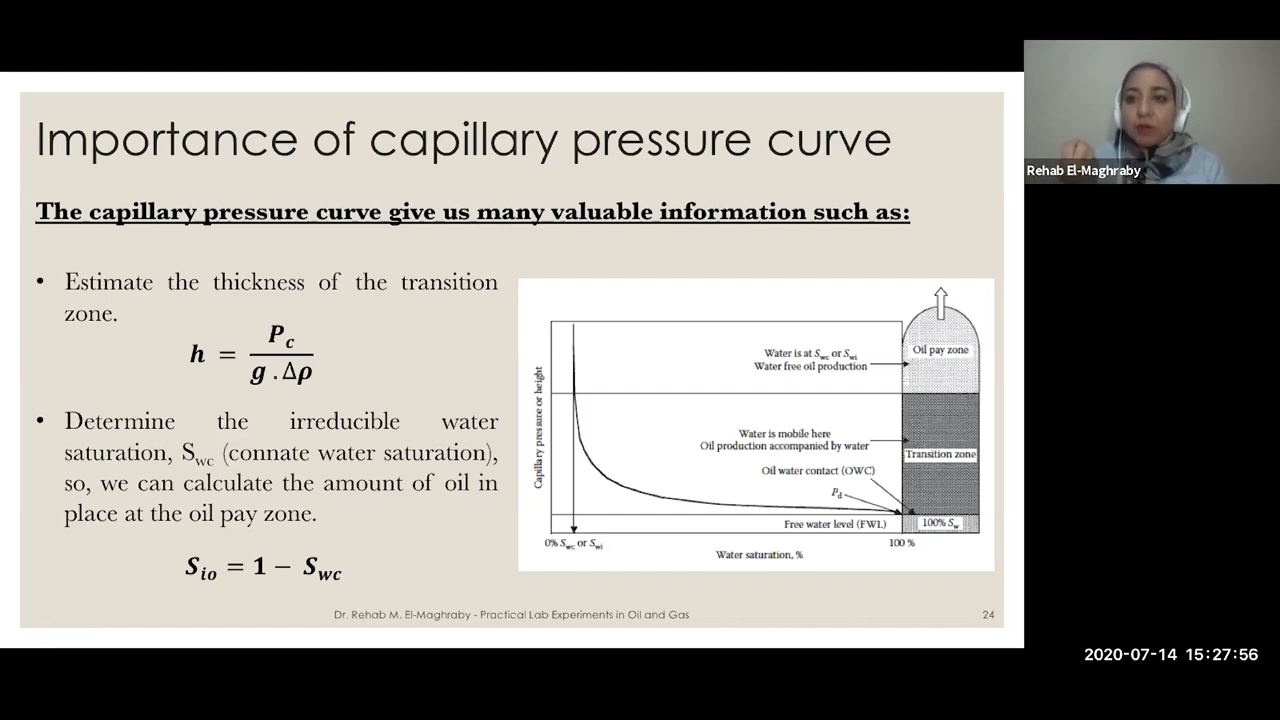 Importance of capillary pressure curve
The capillary pressure curve give us many valuable information such as:
• Estimate the thickness of the transition
zone.
h = P_c / (g . Δρ)
• Determine the irreducible water
saturation, S_wc (connate water saturation),
so, we can calculate the amount of oil in
place at the oil pay zone.
S_io = 1 − S_wc
Capillary pressure or height
Water is at S_wc or S_wi
Water free oil production
Oil pay zone
Water is mobile here
Oil production accompanied by water
Transition zone
Oil water contact (OWC)
P_d
Free water level (FWL)
100% S_w
0% S_wc or S_wi
100 %
Water saturation, %
Dr. Rehab M. El-Maghraby - Practical Lab Experiments in Oil and Gas
24
Rehab El-Maghraby
2020-07-14 15:27:56